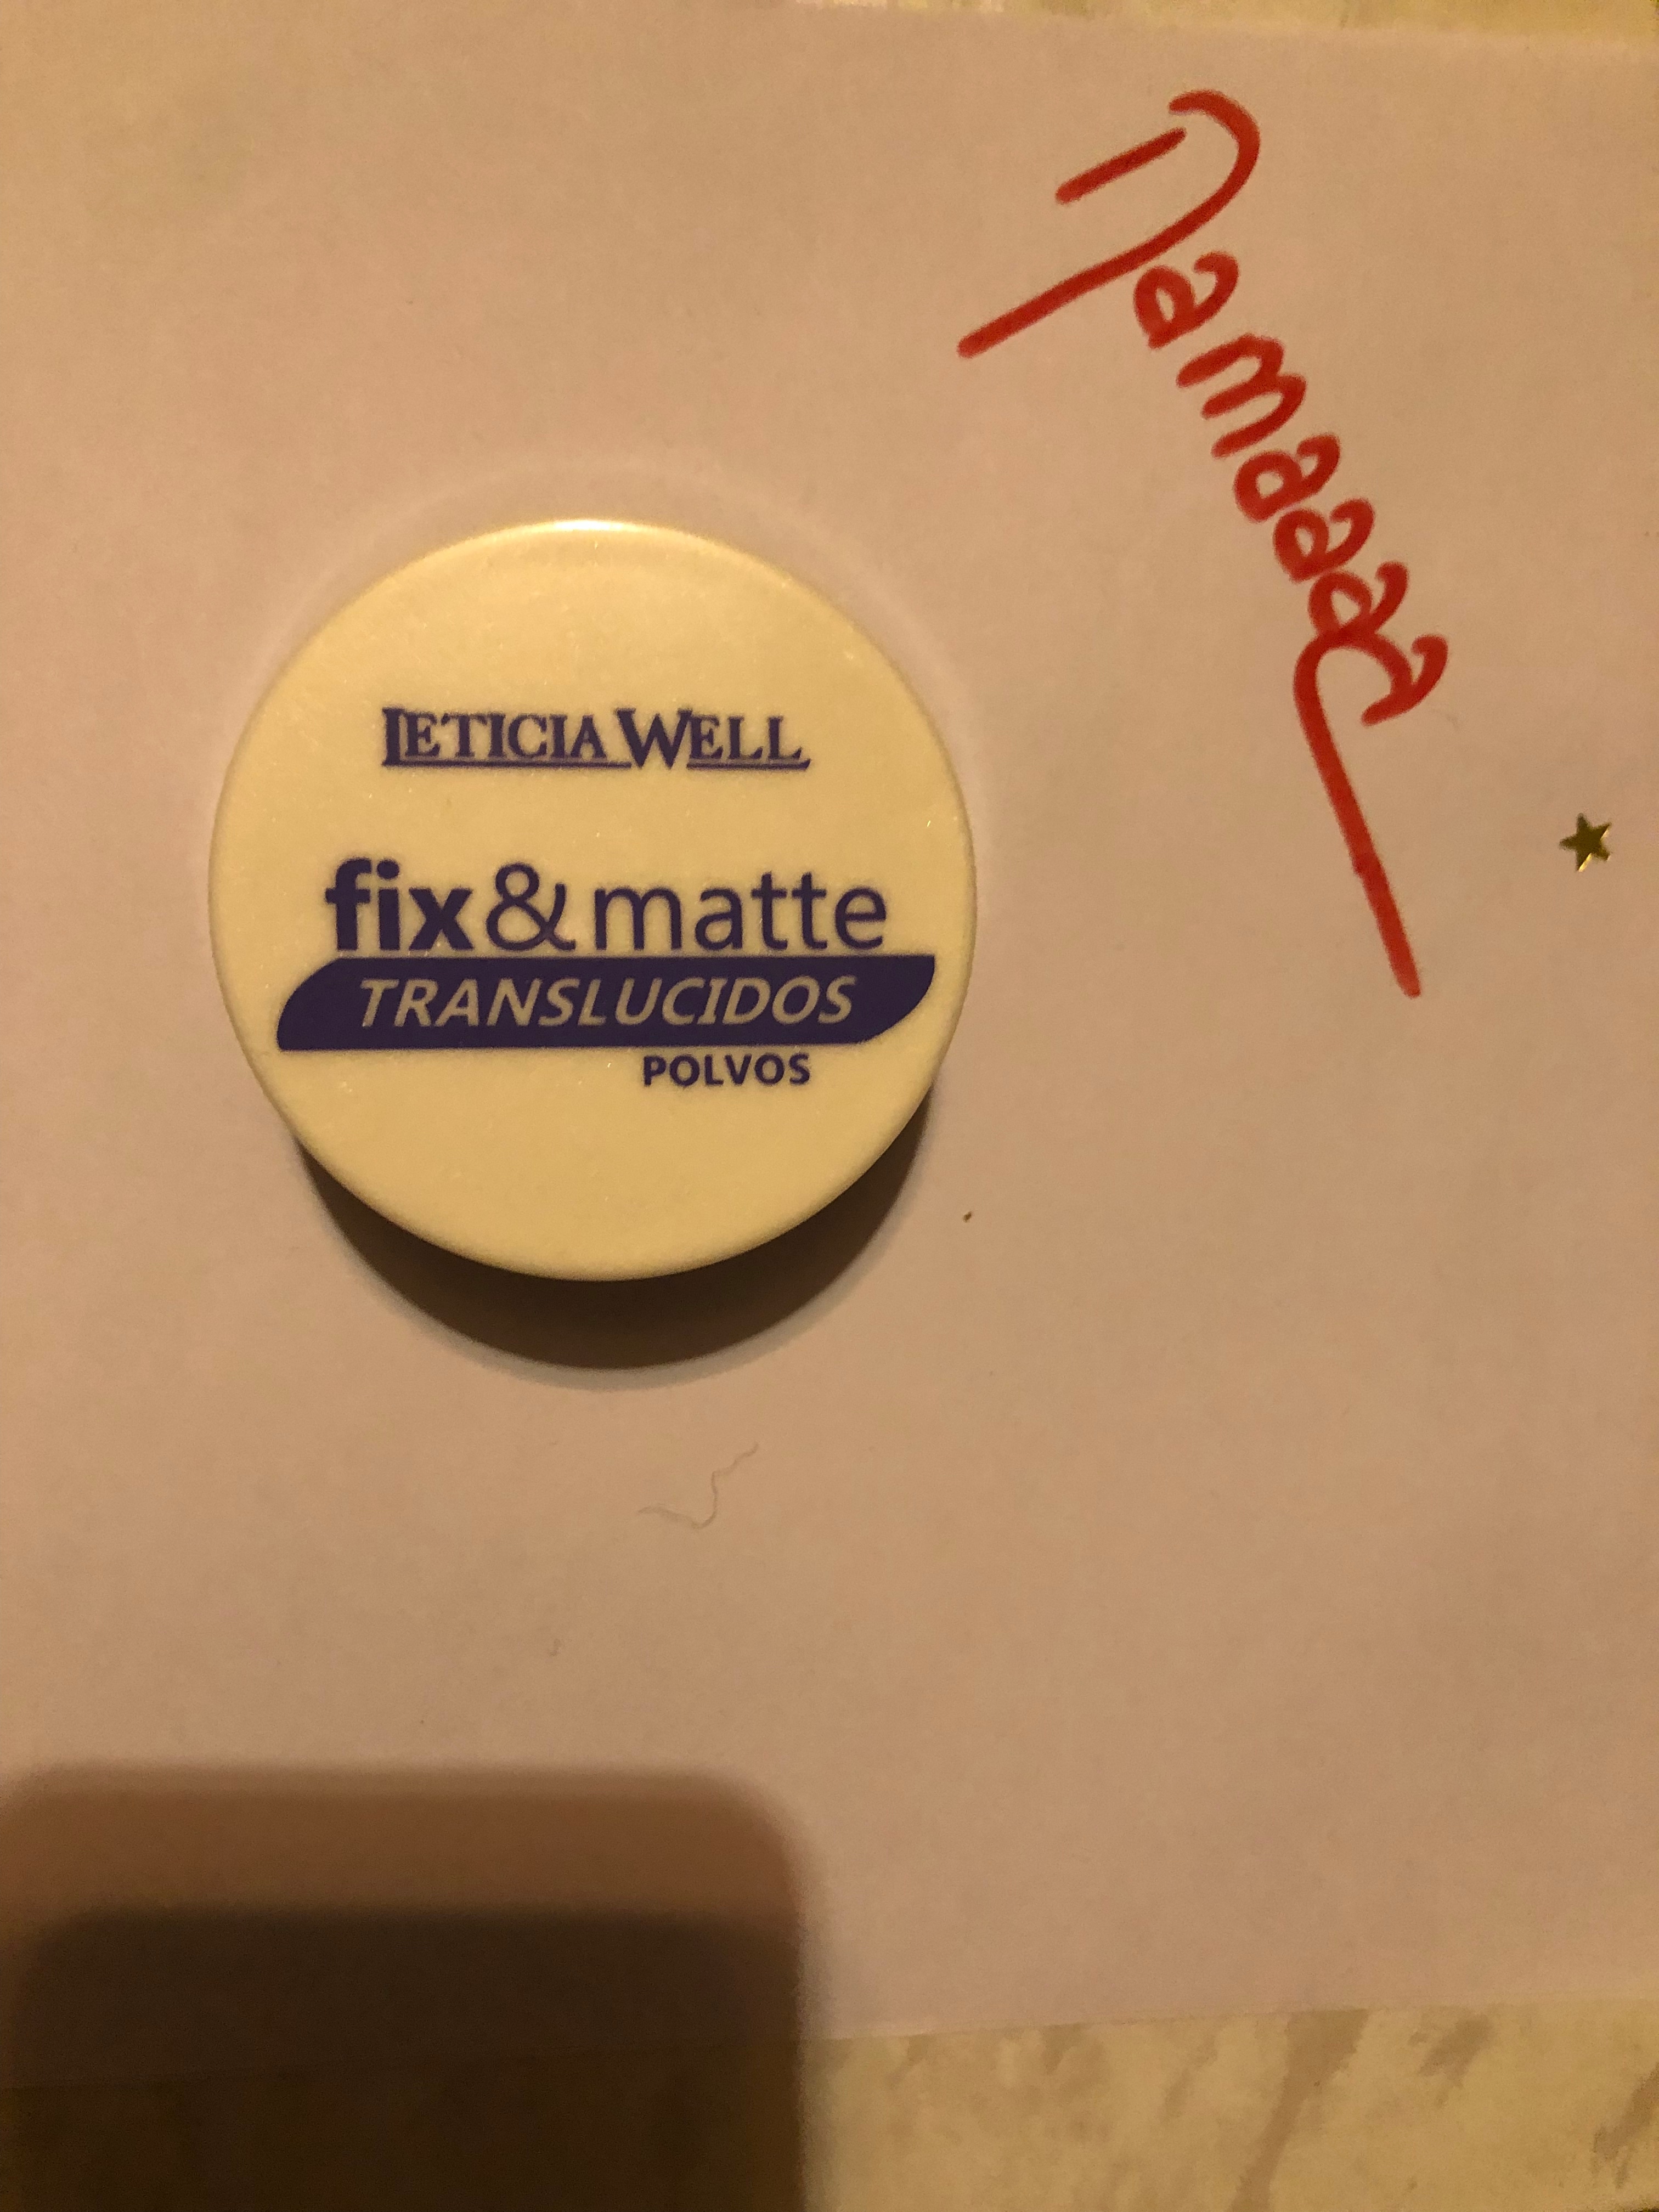 LETICIA WELL
fix&matte
TRANSLUCIDOS
POLVOS